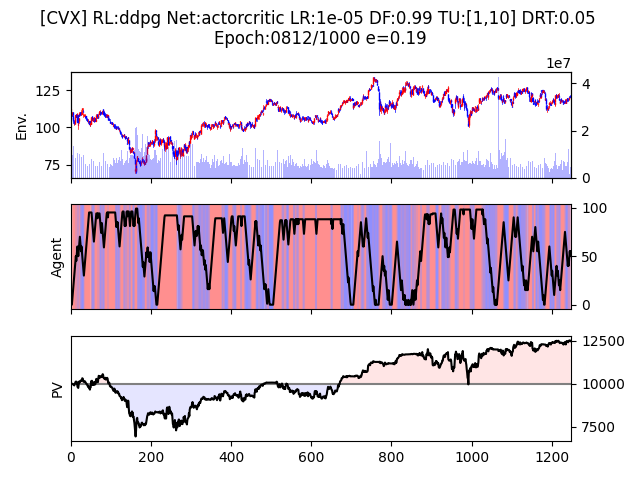 [CVX] RL:ddpg Net:actorcritic LR:1e-05 DF:0.99 TU:[1,10] DRT:0.05
Epoch:0812/1000 e=0.19
1e7
Env.
125
100
75
4
2
0
Agent
100
50
0
PV
12500
10000
7500
0 200 400 600 800 1000 1200